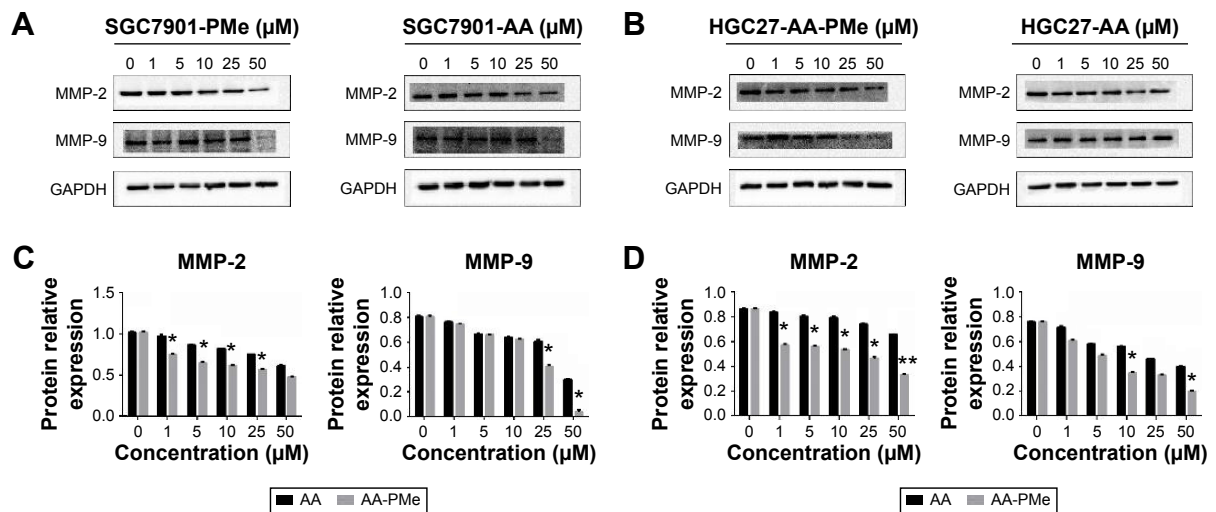 A
SGC7901-PMe (µM)
0 1 5 10 25 50
MMP-2
MMP-9
GAPDH
SGC7901-AA (µM)
0 1 5 10 25 50
MMP-2
MMP-9
GAPDH
B
HGC27-AA-PMe (µM)
0 1 5 10 25 50
MMP-2
MMP-9
GAPDH
HGC27-AA (µM)
0 1 5 10 25 50
MMP-2
MMP-9
GAPDH
C
MMP-2
Protein relative
expression
1.5
1.0
0.5
0.0
* * * *
0 1 5 10 25 50
Concentration (µM)
MMP-9
Protein relative
expression
1.0
0.8
0.6
0.4
0.2
0.0
* *
0 1 5 10 25 50
Concentration (µM)
AA AA-PMe
D
MMP-2
Protein relative
expression
1.0
0.8
0.6
0.4
0.2
0.0
* * * * **
0 1 5 10 25 50
Concentration (µM)
MMP-9
Protein relative
expression
1.0
0.8
0.6
0.4
0.2
0.0
* *
0 1 5 10 25 50
Concentration (µM)
AA AA-PMe